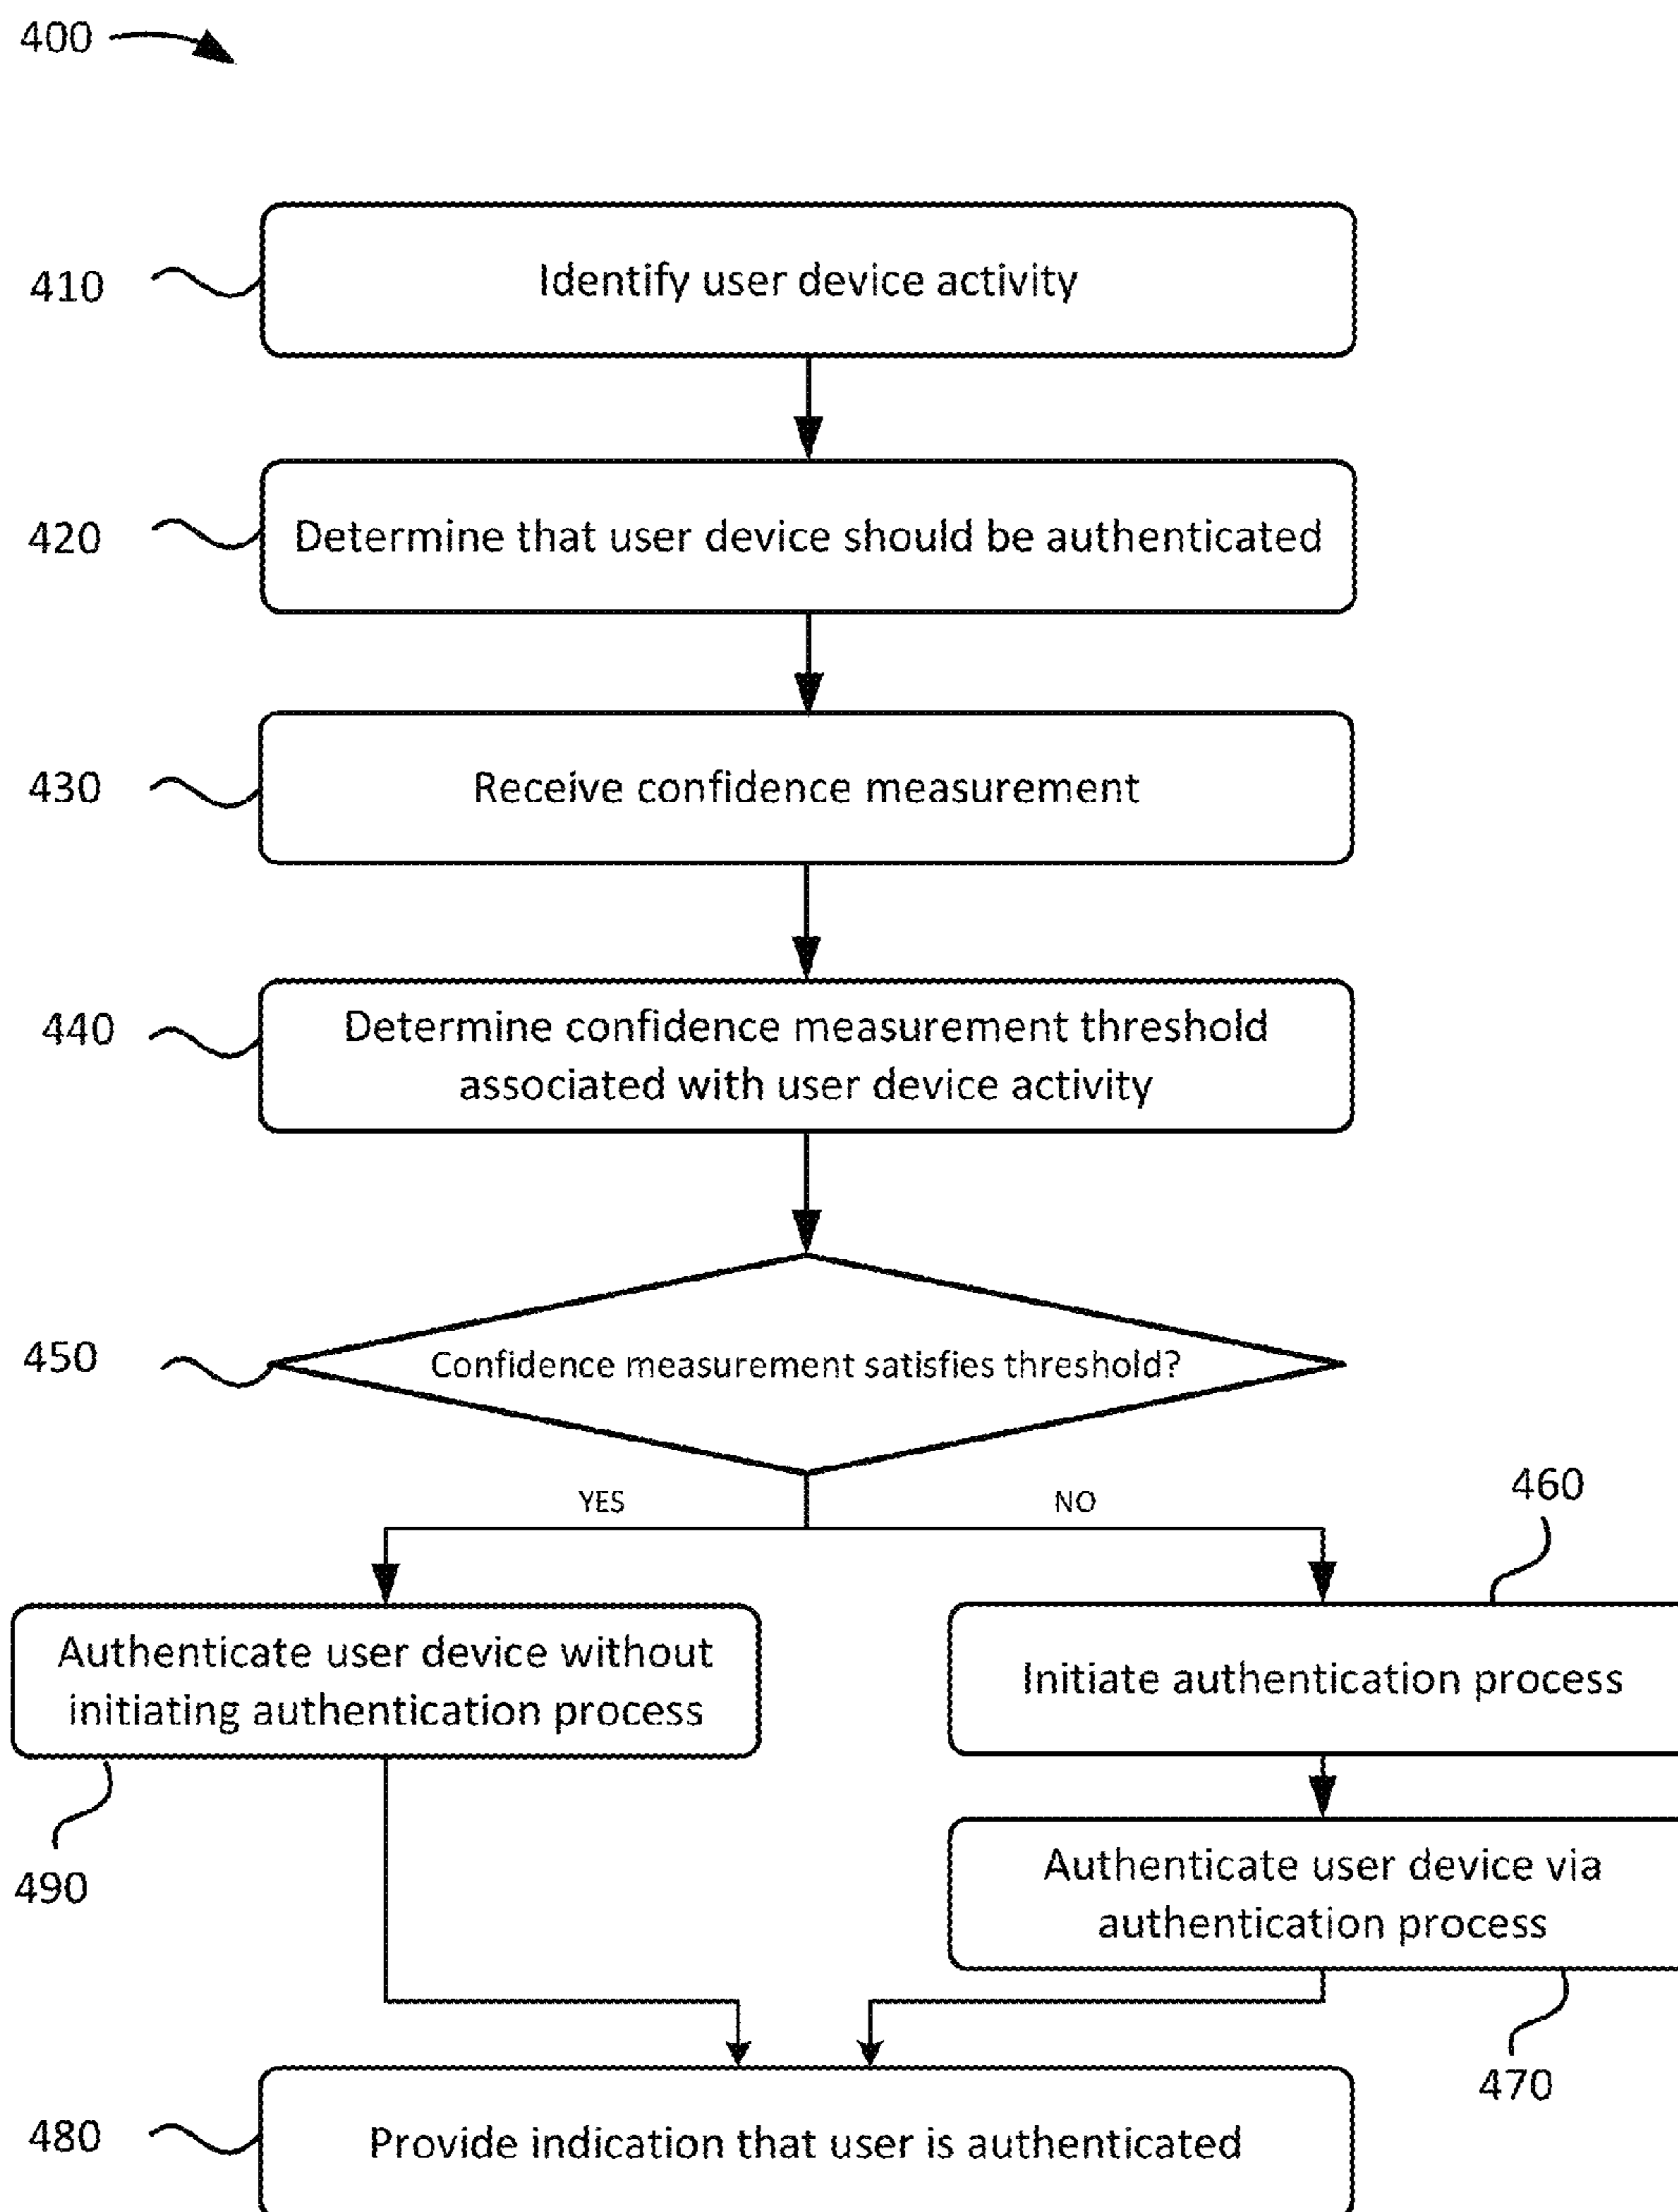 400
410
Identify user device activity
420
Determine that user device should be authenticated
430
Receive confidence measurement
440
Determine confidence measurement threshold
associated with user device activity
450
Confidence measurement satisfies threshold?
YES
NO
460
Authenticate user device without
initiating authentication process
Initiate authentication process
490
Authenticate user device via
authentication process
470
480
Provide indication that user is authenticated